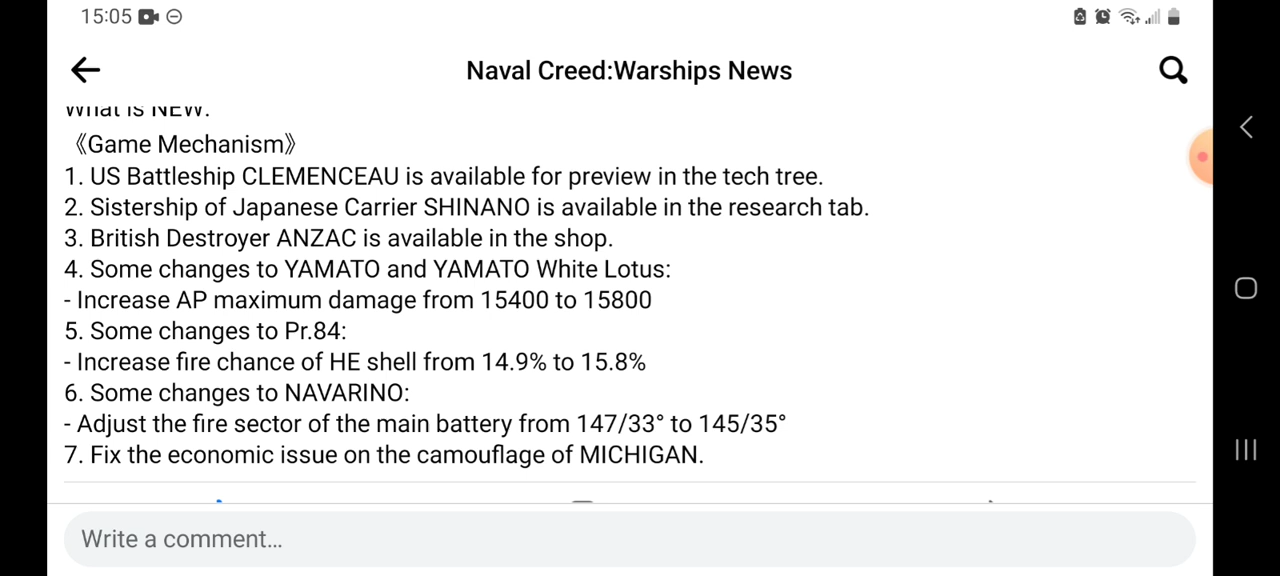 15:05
Naval Creed:Warships News
What is NEW:
《Game Mechanism》
1. US Battleship CLEMENCEAU is available for preview in the tech tree.
2. Sistership of Japanese Carrier SHINANO is available in the research tab.
3. British Destroyer ANZAC is available in the shop.
4. Some changes to YAMATO and YAMATO White Lotus:
- Increase AP maximum damage from 15400 to 15800
5. Some changes to Pr.84:
- Increase fire chance of HE shell from 14.9% to 15.8%
6. Some changes to NAVARINO:
- Adjust the fire sector of the main battery from 147/33° to 145/35°
7. Fix the economic issue on the camouflage of MICHIGAN.
Write a comment...